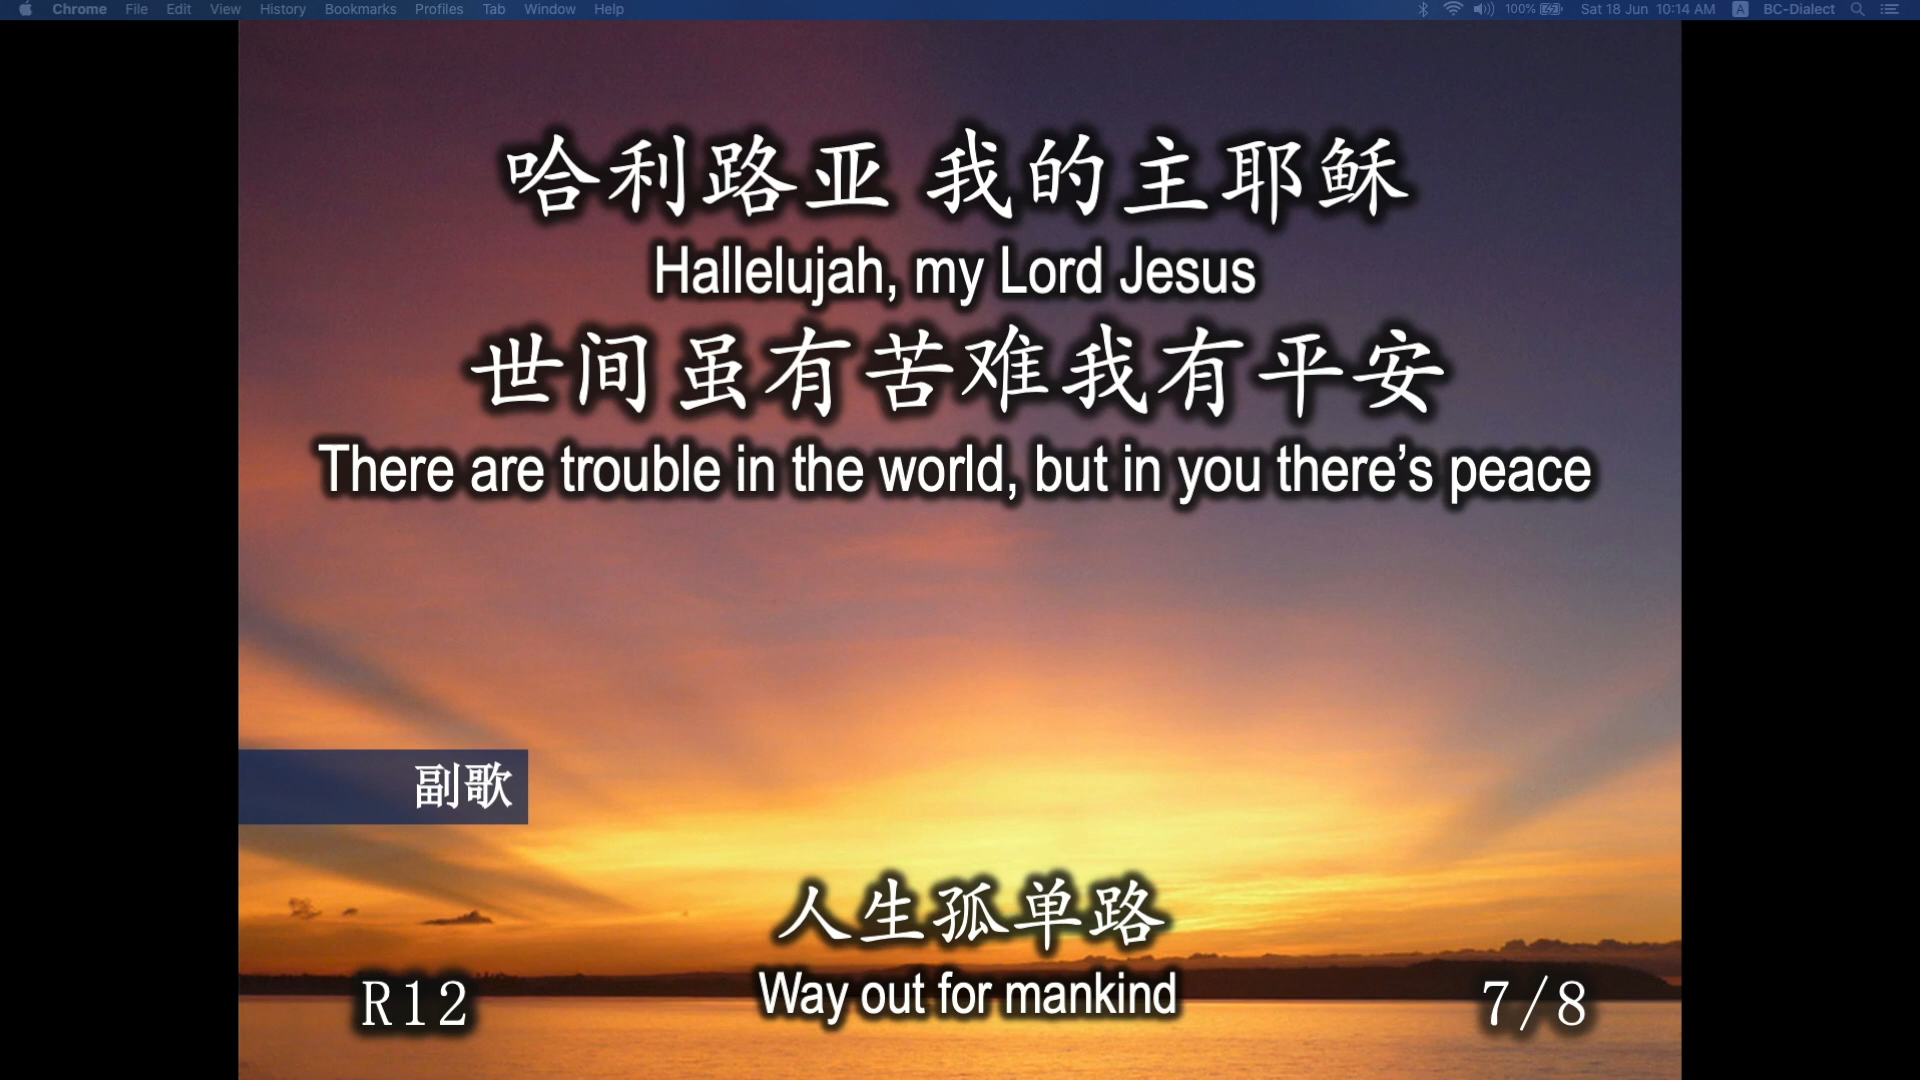 Chrome File Edit View History Bookmarks Profiles Tab Window Help 100% Sat 18 Jun 10:14 AM A BC-Dialect
哈利路亚 我的主耶稣
Hallelujah, my Lord Jesus
世间虽有苦难我有平安
There are trouble in the world, but in you there’s peace
副歌
人生孤单路
Way out for mankind
R12
7/8